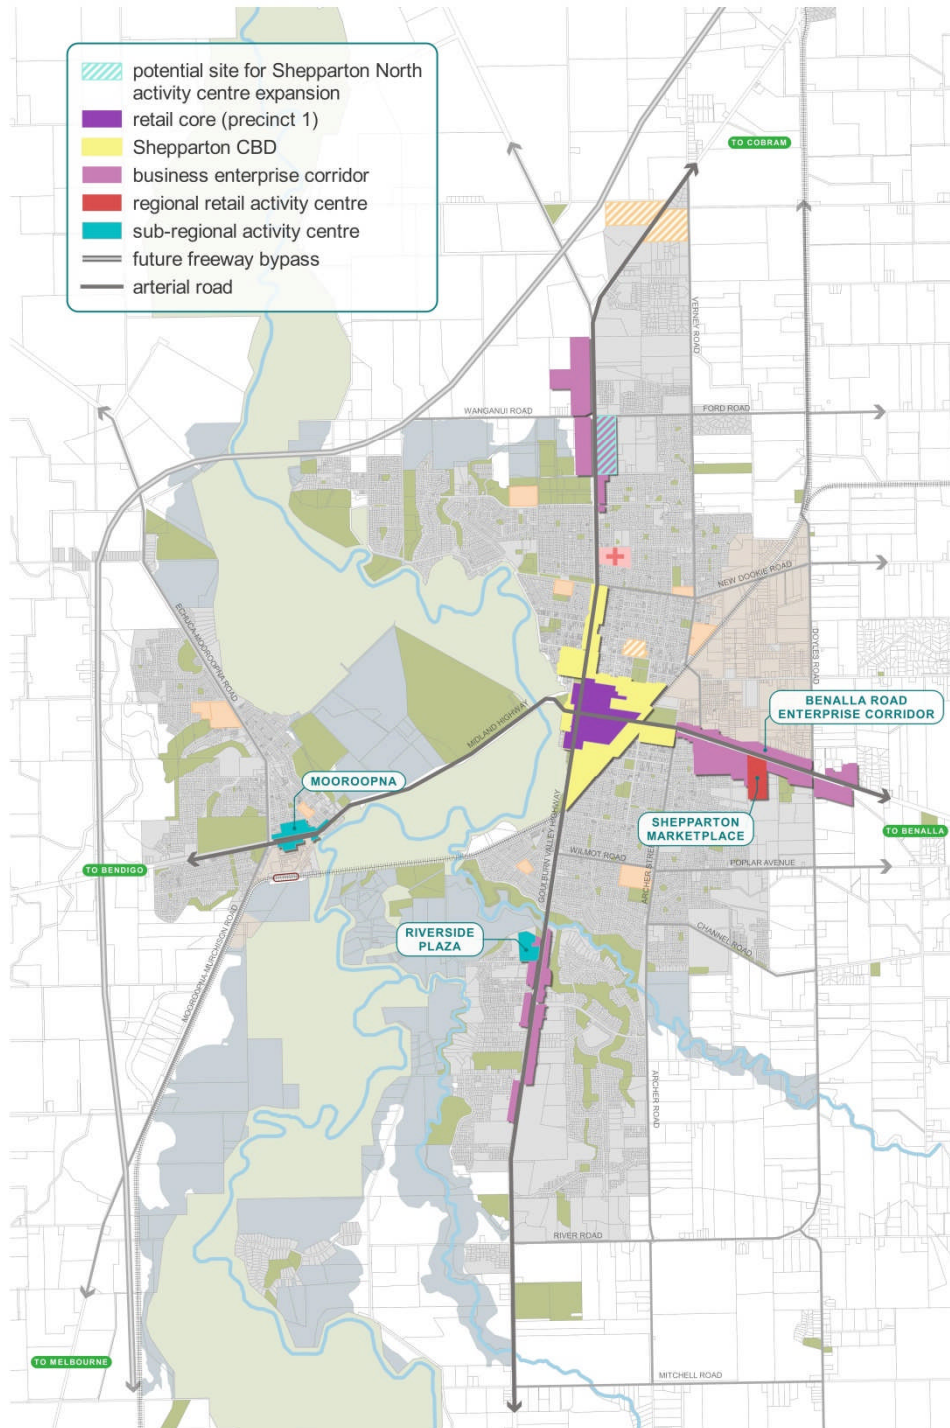 potential site for Shepparton North
activity centre expansion
retail core (precinct 1)
Shepparton CBD
business enterprise corridor
regional retail activity centre
sub-regional activity centre
future freeway bypass
arterial road
TO COBRAM
VERNEY ROAD
WANGANUI ROAD
FORD ROAD
NEW DOOKIE ROAD
ECHUCA-MOOROOPNA ROAD
DOYLES ROAD
MIDLAND HIGHWAY
BENALLA ROAD
ENTERPRISE CORRIDOR
MOOROOPNA
SHEPPARTON
MARKETPLACE
TO BENALLA
GOULBURN VALLEY HIGHWAY
WILMOT ROAD
ARCHER STREET
POPLAR AVENUE
TO BENDIGO
MOOROOPNA-MURCHISON ROAD
RIVERSIDE
PLAZA
CHANNEL ROAD
ARCHER ROAD
RIVER ROAD
TO MELBOURNE
MITCHELL ROAD